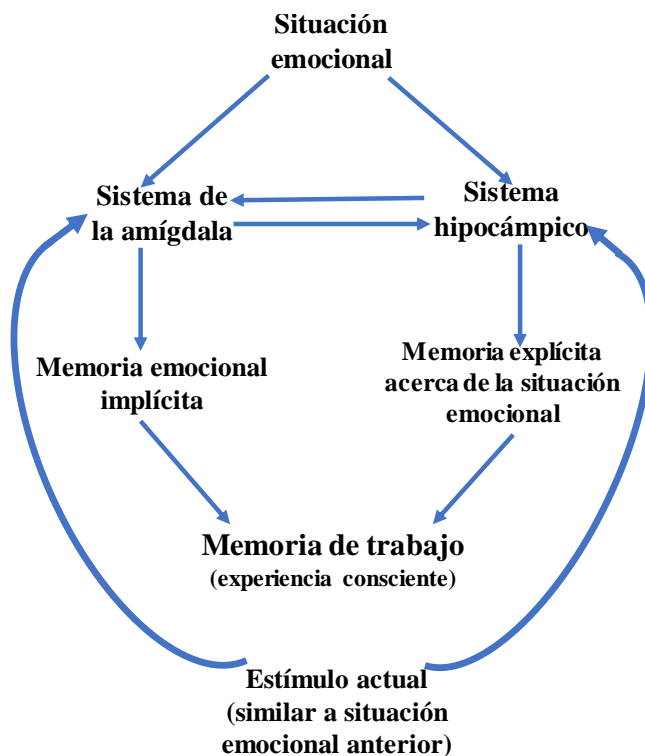 Situación
emocional
Sistema de
la amígdala
Sistema
hipocámpico
Memoria emocional
implícita
Memoria explícita
acerca de la situación
emocional
Memoria de trabajo
(experiencia consciente)
Estímulo actual
(similar a situación
emocional anterior)